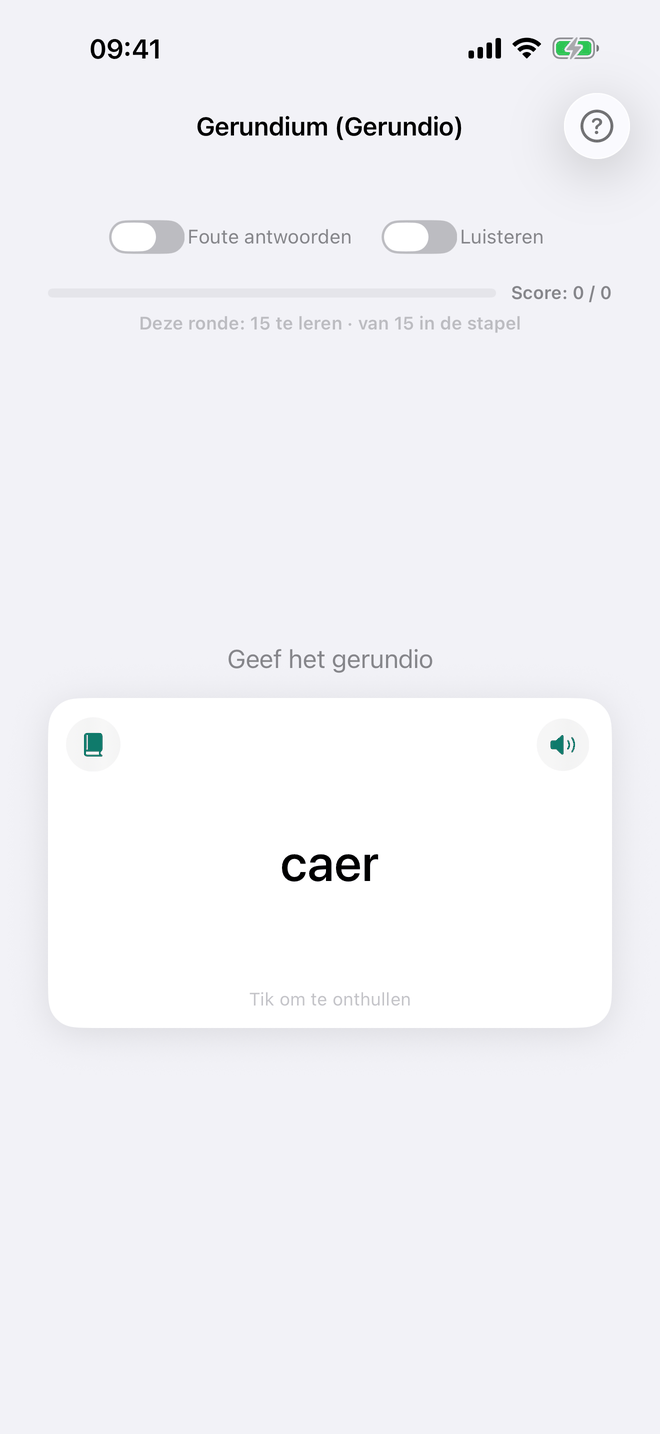 09:41
Gerundium (Gerundio)
Foute antwoorden Luisteren
Score: 0 / 0
Deze ronde: 15 te leren · van 15 in de stapel
Geef het gerundio
caer
Tik om te onthullen